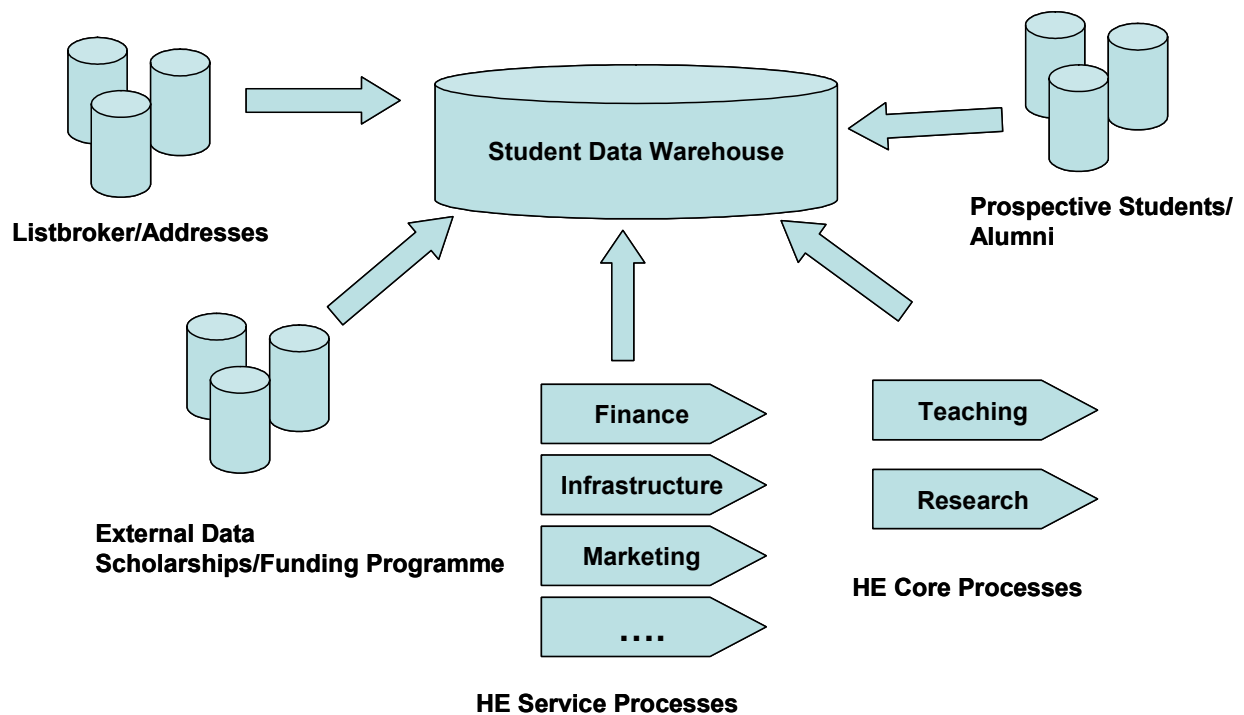 Student Data Warehouse
Listbroker/Addresses
Prospective Students/
Alumni
External Data
Scholarships/Funding Programme
Finance
Infrastructure
Marketing
....
HE Service Processes
Teaching
Research
HE Core Processes